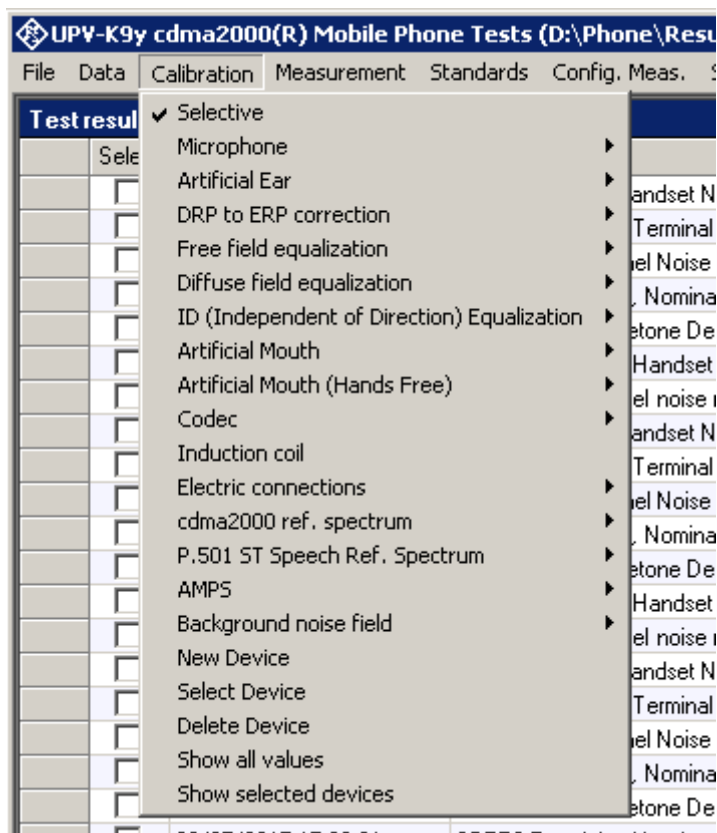 UPV-K9y cdma2000(R) Mobile Phone Tests (D:\Phone\Resu
File Data Calibration Measurement Standards Config. Meas. S
Test resul
Sele
Selective
Microphone
Artificial Ear
DRP to ERP correction
Free field equalization
Diffuse field equalization
ID (Independent of Direction) Equalization
Artificial Mouth
Artificial Mouth (Hands Free)
Codec
Induction coil
Electric connections
cdma2000 ref. spectrum
P.501 ST Speech Ref. Spectrum
AMPS
Background noise field
New Device
Select Device
Delete Device
Show all values
Show selected devices
andset N
Terminal
nel Noise
, Nomina
etone De
Handset
el noise
andset N
Terminal
nel Noise
, Nomina
etone De
Handset
el noise
andset N
Terminal
nel Noise
, Nomina
etone De